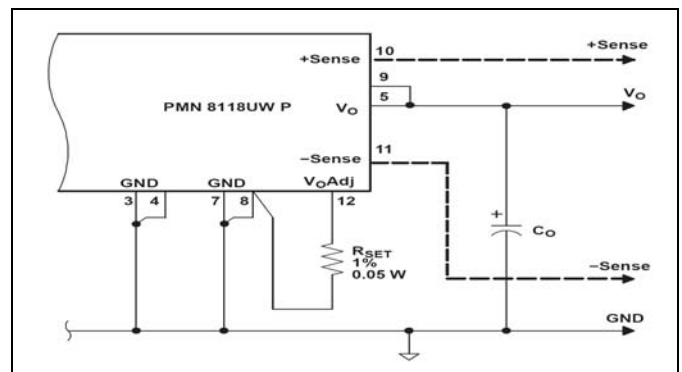 +Sense 10 +Sense
9
PMN 8118UW P VO 5 VO
–Sense 11
GND GND VOAdj
3 4 7 8 12
RSET
1%
0.05 W
+
CO
–Sense
GND